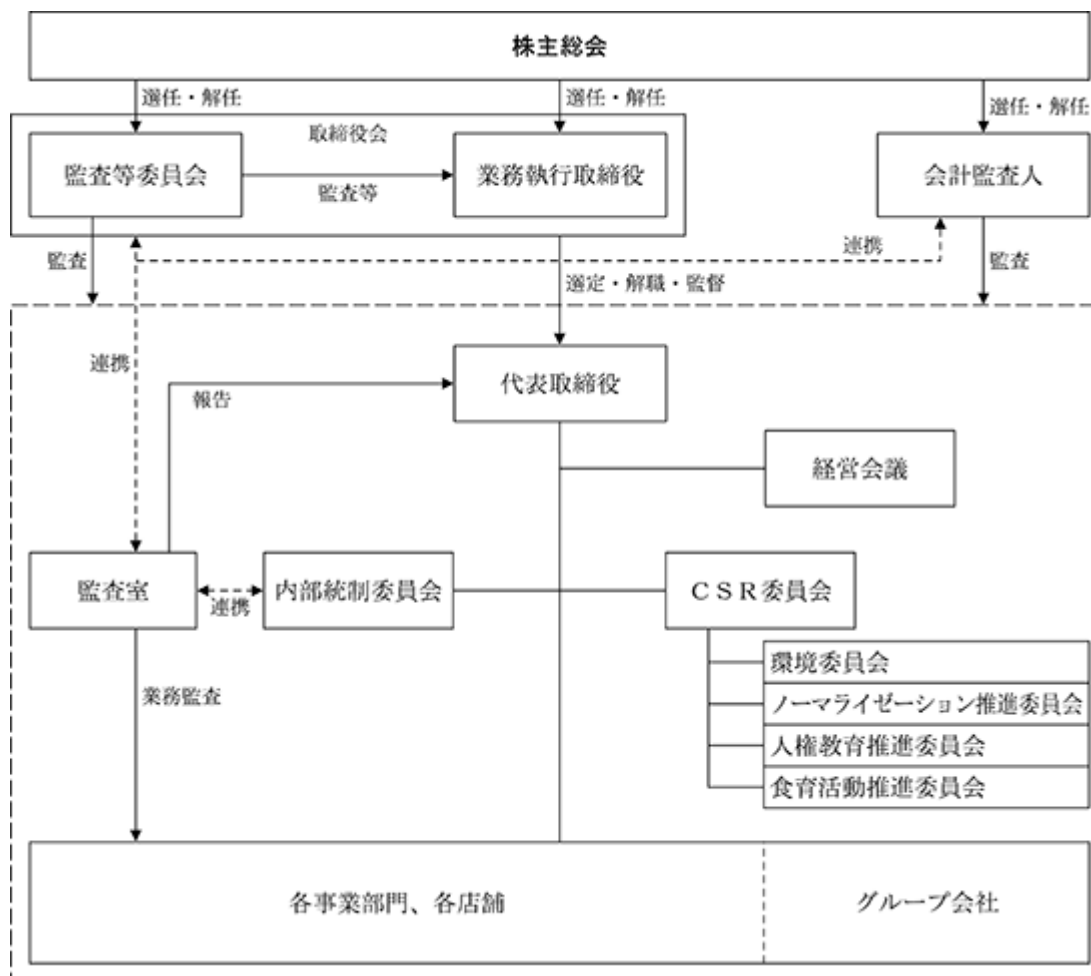 株主総会
選任・解任
選任・解任
選任・解任
取締役会
監査等委員会
監査等
業務執行取締役
会計監査人
監査
連携
監査
選定・解職・監督
連携
代表取締役
報告
経営会議
監査室
連携
内部統制委員会
ＣＳＲ委員会
環境委員会
ノーマライゼーション推進委員会
人権教育推進委員会
食育活動推進委員会
業務監査
各事業部門、各店舗
グループ会社